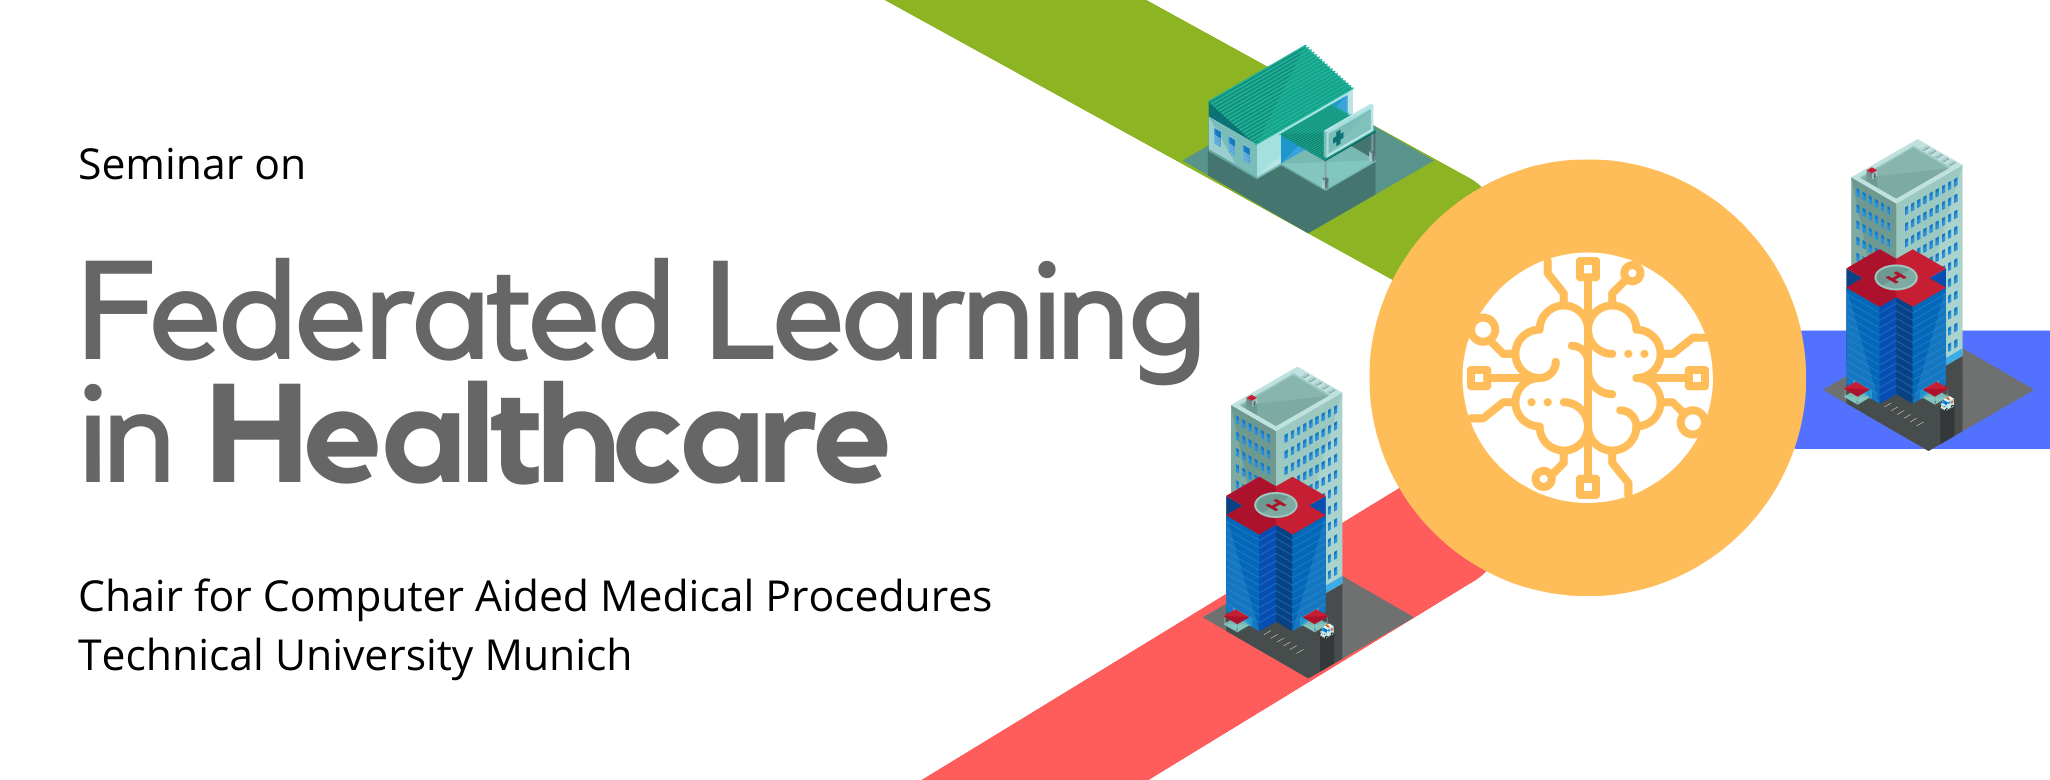 Seminar on
Federated Learning
in Healthcare
Chair for Computer Aided Medical Procedures
Technical University Munich
H
H